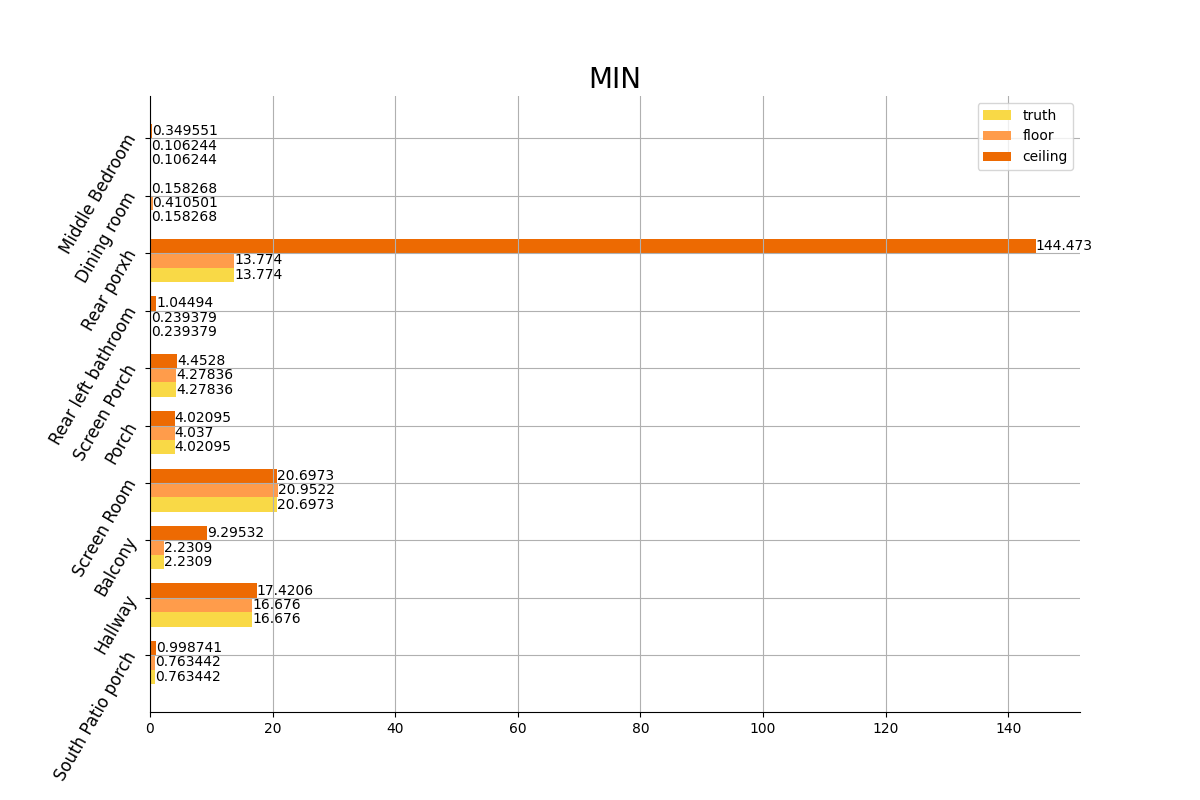 MIN
truth
floor
ceiling
Middle Bedroom
0.349551
0.106244
0.106244
Dining room
0.158268
0.410501
0.158268
Rear porxh
144.473
13.774
13.774
Rear left bathroom
1.04494
0.239379
0.239379
Screen Porch
4.4528
4.27836
4.27836
Porch
4.02095
4.037
4.02095
Screen Room
20.6973
20.9522
20.6973
Balcony
9.29532
2.2309
2.2309
Hallway
17.4206
16.676
16.676
South Patio porch
0.998741
0.763442
0.763442
0 20 40 60 80 100 120 140